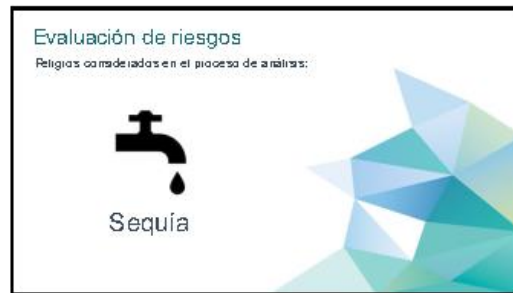 Evaluación de riesgos
Peligros considerados en el proceso de análisis:
Sequía